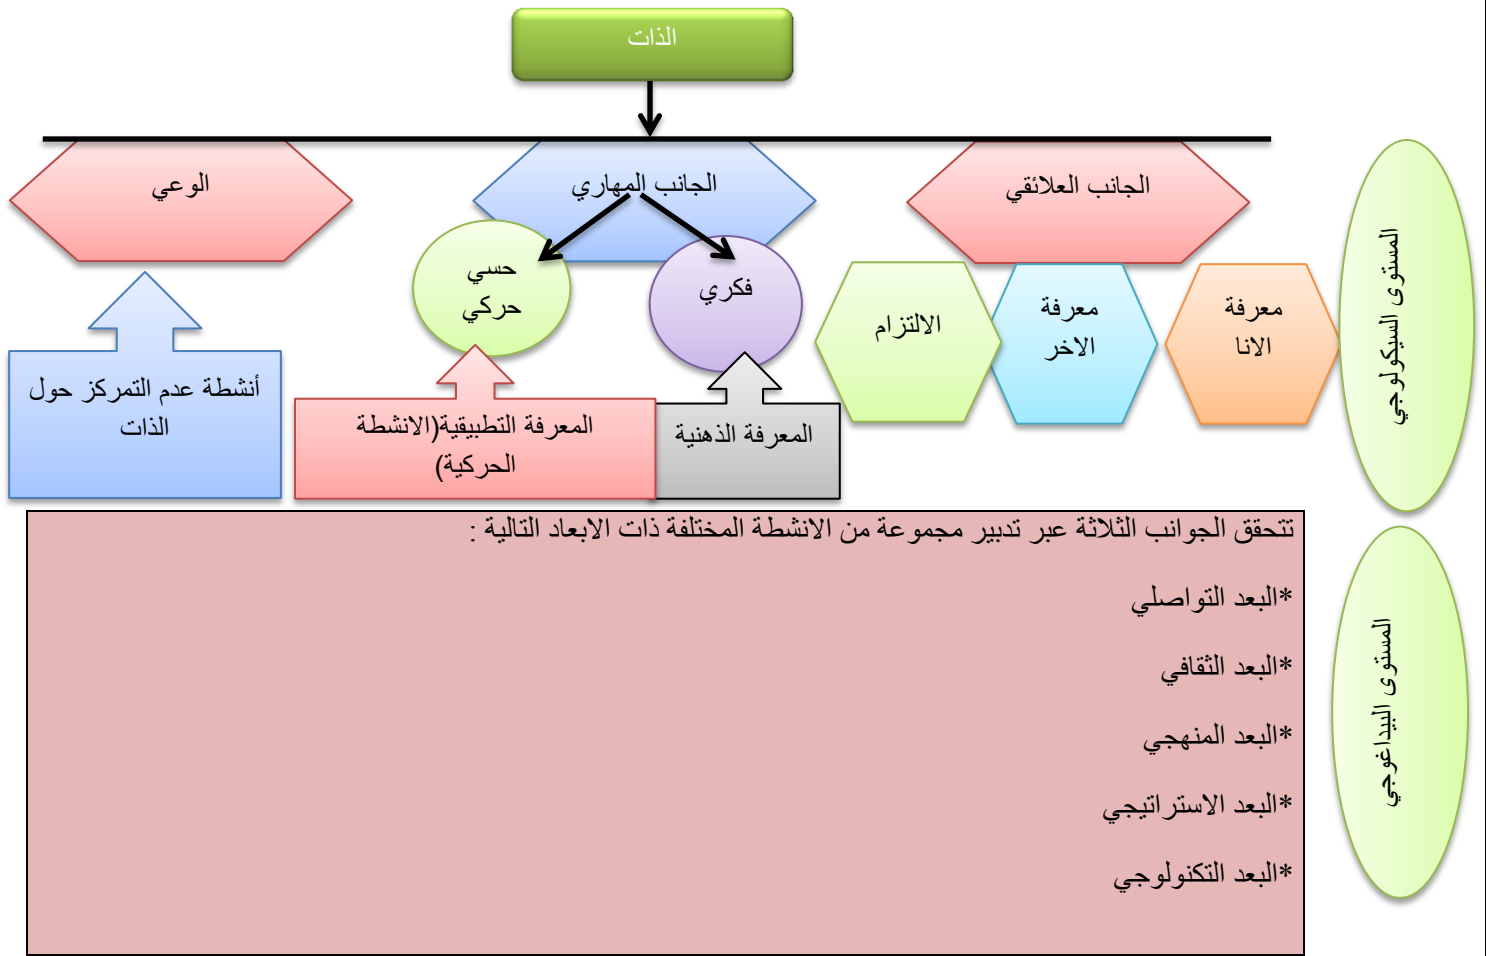 الذات
الجانب العلائقي
الجانب المهاري
الوعي
المستوى السيكولوجي
معرفة
الانا
معرفة
الاخر
الالتزام
فكري
حسي
حركي
المعرفة الذهنية
المعرفة التطبيقية(الانشطة
الحركية)
أنشطة عدم التمركز حول
الذات
تتحقق الجوانب الثلاثة عبر تدبير مجموعة من الانشطة المختلفة ذات الابعاد التالية :
*البعد التواصلي
*البعد الثقافي
*البعد المنهجي
*البعد الاستراتيجي
*البعد التكنولوجي
المستوى البيداغوجي